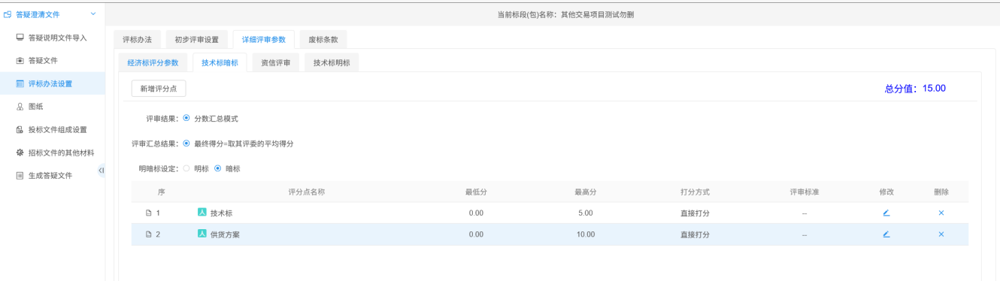 答疑澄清文件
当前标段(包)名称：其他交易项目测试勿删
答疑说明文件导入
答疑文件
评标办法设置
图纸
投标文件组成设置
招标文件的其他材料
生成答疑文件
评标办法 初步评审设置 详细评审参数 废标条款
经济标评分参数 技术标暗标 资信评审 技术标明标
新增评分点 总分值：15.00
评审结果： 分数汇总模式
评审汇总结果： 最终得分=取其评委的平均得分
明暗标设定： 明标 暗标
序 评分点名称 最低分 最高分 打分方式 评审标准 修改 删除
1 人 技术标 0.00 5.00 直接打分 --
2 人 供货方案 0.00 10.00 直接打分 --